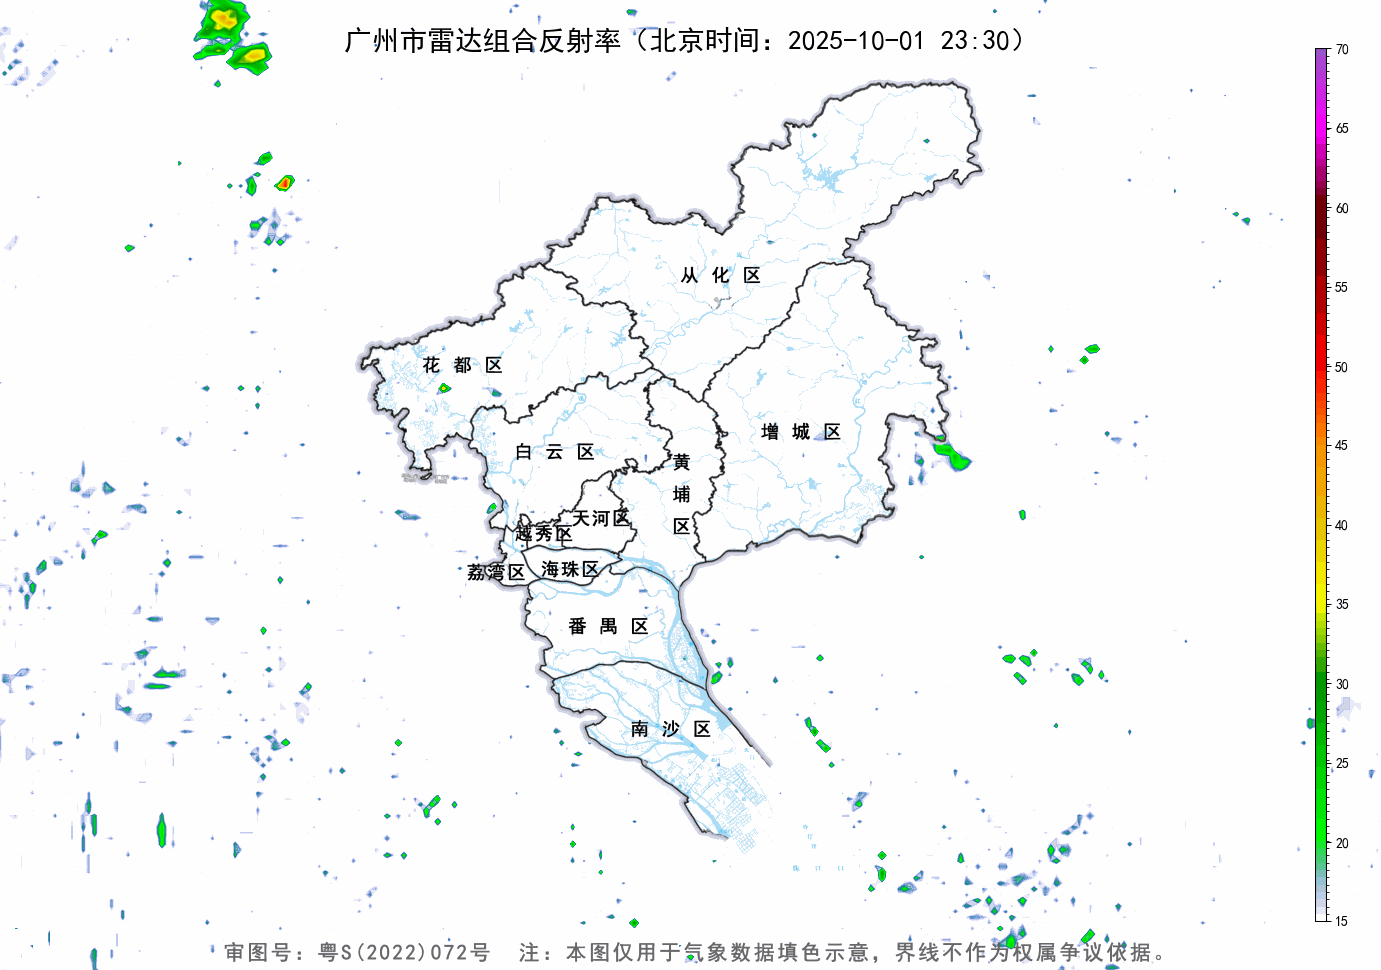 广州市雷达组合反射率（北京时间：2025-10-01 23:30）
70
65
60
55
50
45
40
35
30
25
20
15
从化区
花都区
增城区
白云区
黄埔区
天河区
越秀区
荔湾区
海珠区
番禺区
南沙区
审图号：粤S(2022)072号 注：本图仅用于气象数据填色示意，界线不作为权属争议依据。